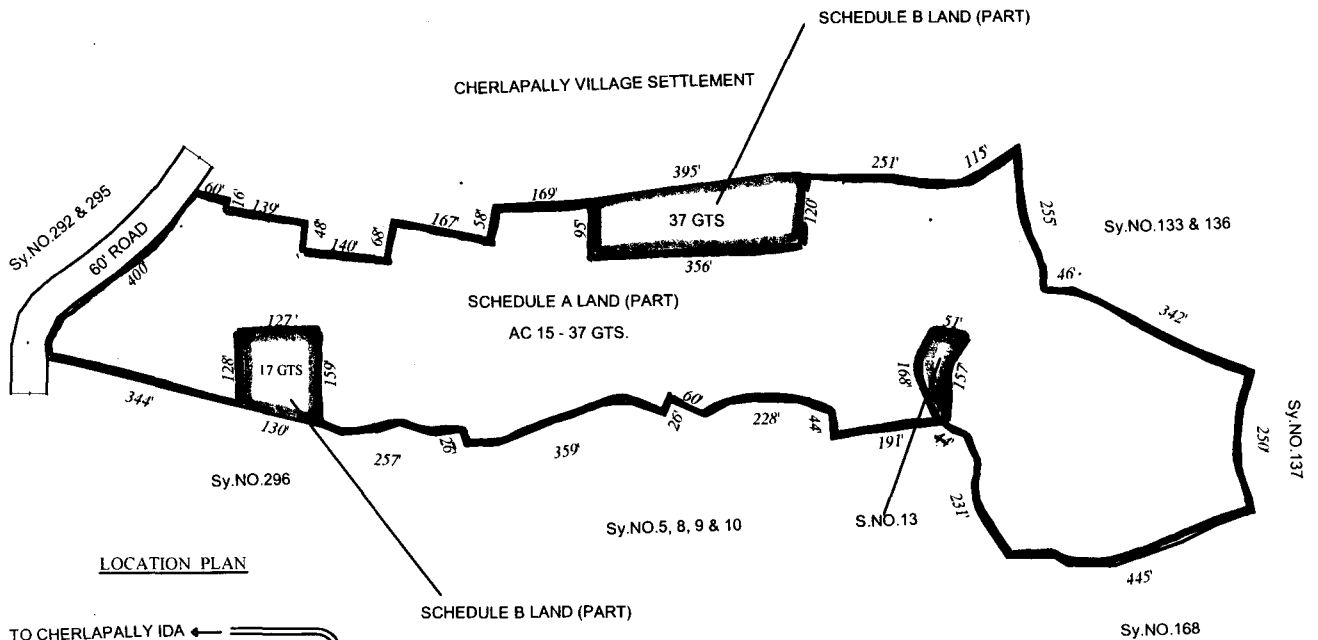 SCHEDULE B LAND (PART)
CHERLAPALLY VILLAGE SETTLEMENT
Sy.NO.292 & 295
60' ROAD
400'
60'
16'
139'
48'
140'
68'
167'
58'
169'
395'
95'
37 GTS
120'
356'
251'
115'
255'
Sy.NO.133 & 136
46'
342'
SCHEDULE A LAND (PART)
AC 15 - 37 GTS.
127'
128'
17 GTS
159'
51'
168'
157'
344'
130'
257'
26'
359'
26'
60'
228'
44'
191'
231'
250'
Sy.NO.137
Sy.NO.296
Sy.NO.5, 8, 9 & 10
S.NO.13
445'
LOCATION PLAN
SCHEDULE B LAND (PART)
TO CHERLAPALLY IDA
Sy.NO.168